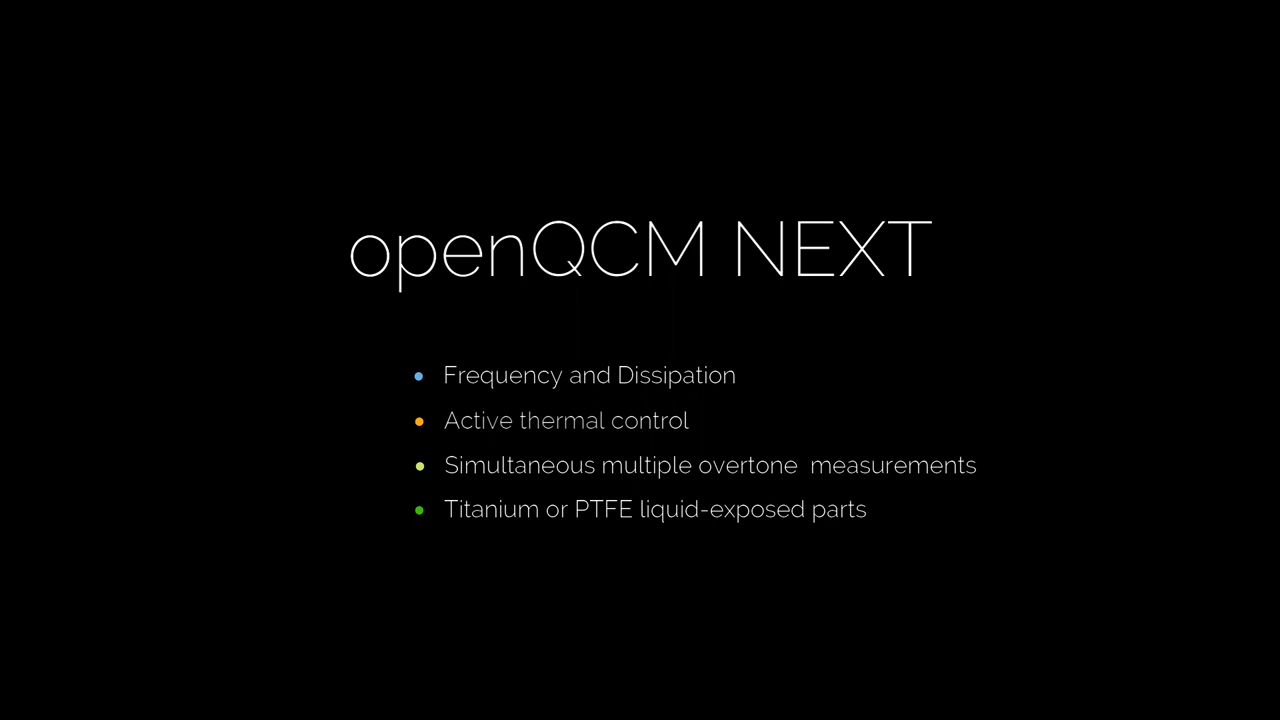 openQCM NEXT
Frequency and Dissipation
Active thermal control
Simultaneous multiple overtone measurements
Titanium or PTFE liquid-exposed parts